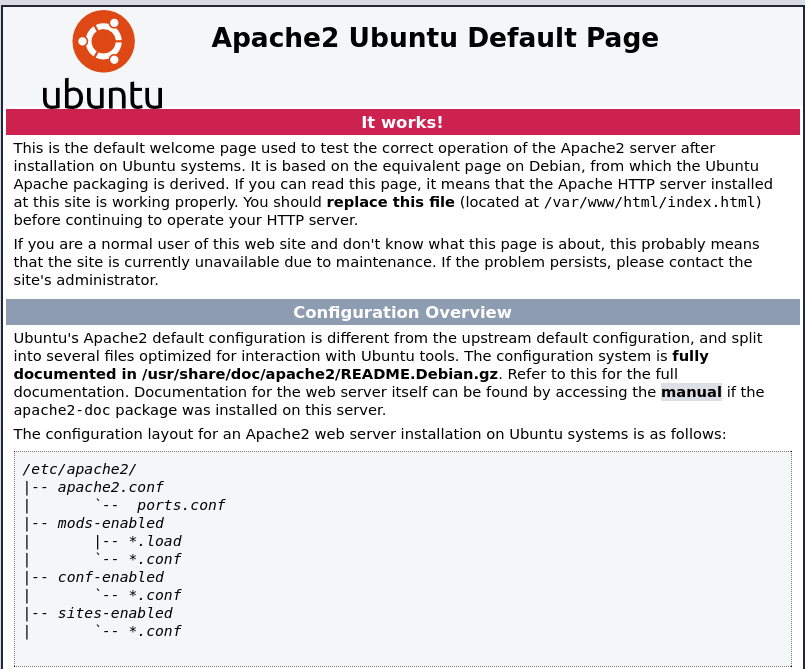 ubuntu
Apache2 Ubuntu Default Page
It works!
This is the default welcome page used to test the correct operation of the Apache2 server after
installation on Ubuntu systems. It is based on the equivalent page on Debian, from which the Ubuntu
Apache packaging is derived. If you can read this page, it means that the Apache HTTP server installed
at this site is working properly. You should replace this file (located at /var/www/html/index.html)
before continuing to operate your HTTP server.
If you are a normal user of this web site and don't know what this page is about, this probably means
that the site is currently unavailable due to maintenance. If the problem persists, please contact the
site's administrator.
Configuration Overview
Ubuntu's Apache2 default configuration is different from the upstream default configuration, and split
into several files optimized for interaction with Ubuntu tools. The configuration system is fully
documented in /usr/share/doc/apache2/README.Debian.gz. Refer to this for the full
documentation. Documentation for the web server itself can be found by accessing the manual if the
apache2-doc package was installed on this server.
The configuration layout for an Apache2 web server installation on Ubuntu systems is as follows:
/etc/apache2/
|-- apache2.conf
|       `--  ports.conf
|-- mods-enabled
|       |-- *.load
|       `-- *.conf
|-- conf-enabled
|       `-- *.conf
|-- sites-enabled
|       `-- *.conf